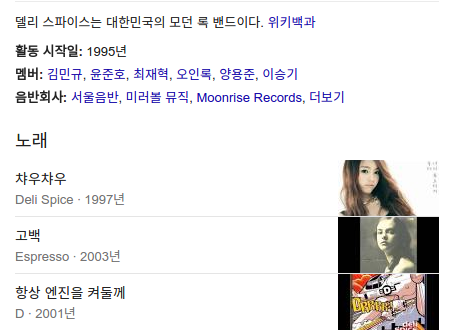 델리 스파이스는 대한민국의 모던 록 밴드이다. 위키백과
활동 시작일: 1995년
멤버: 김민규, 윤준호, 최재혁, 오인록, 양용준, 이승기
음반회사: 서울음반, 미러볼 뮤직, Moonrise Records, 더보기
노래
챠우챠우
Deli Spice · 1997년
고백
Espresso · 2003년
항상 엔진을 켜둘께
D · 2001년